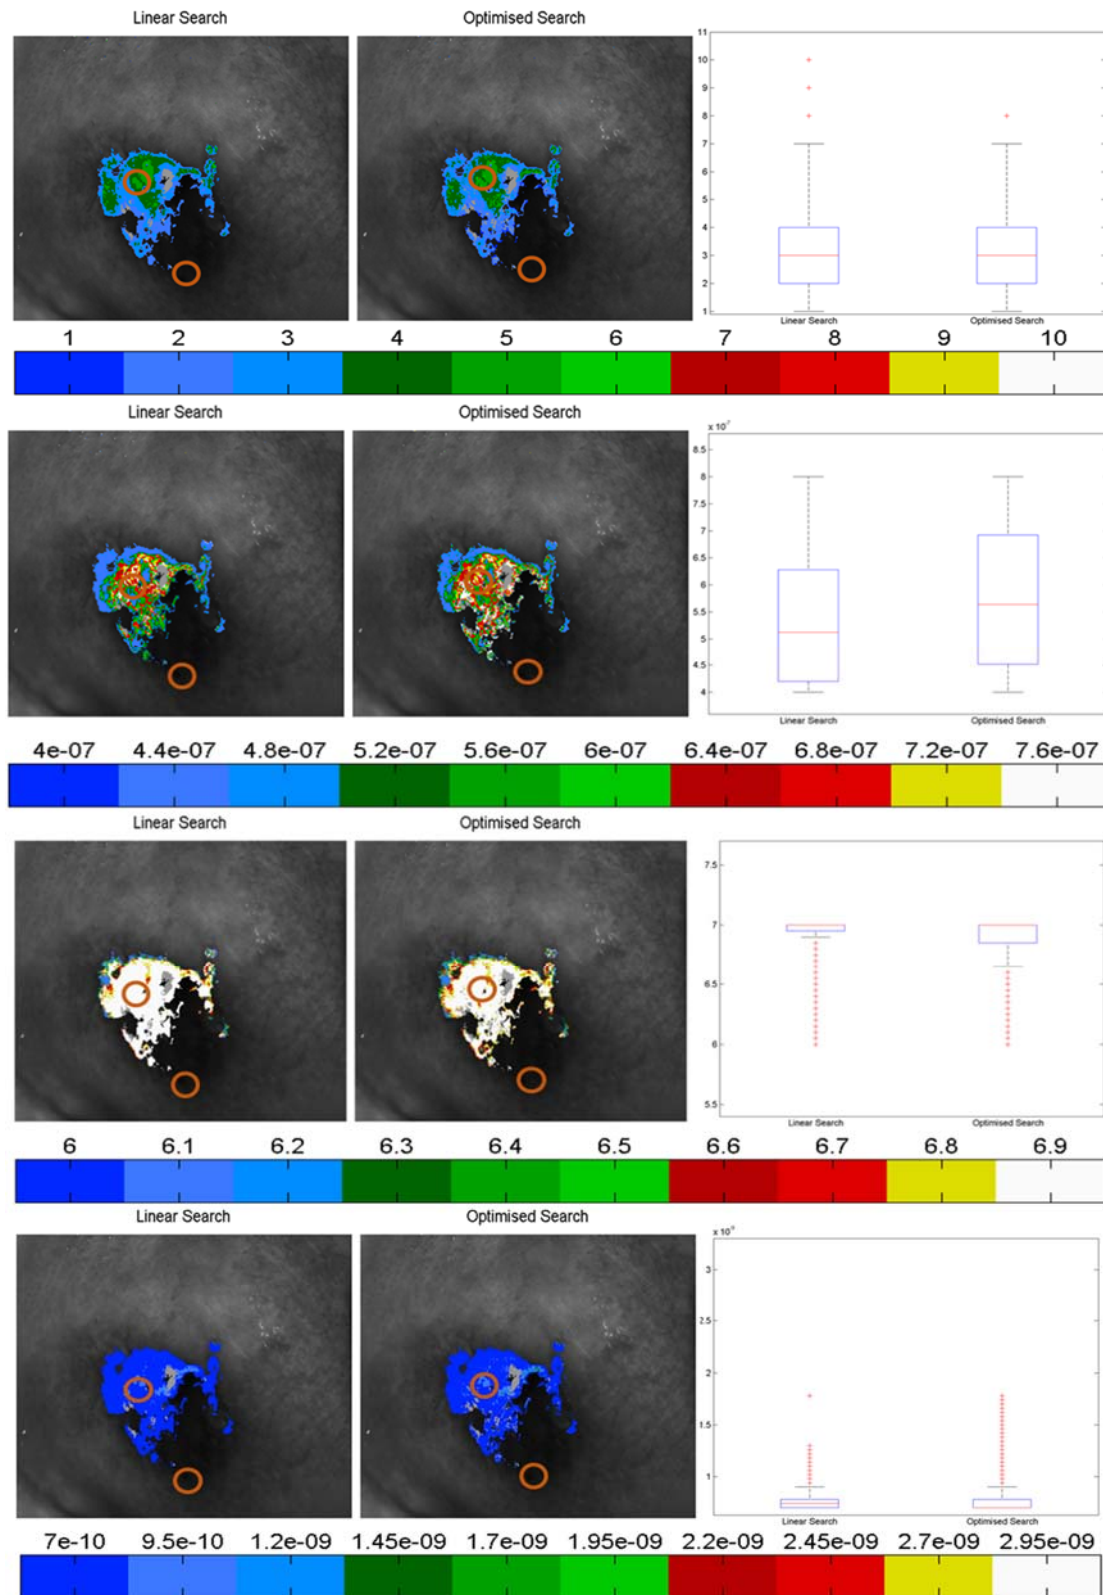 Linear Search Optimised Search
11
10
9
8
7
6
5
4
3
2
1
Linear Search Optimised Search
1 2 3 4 5 6 7 8 9 10
Linear Search Optimised Search
x 10⁻⁷
8.5
8
7.5
7
6.5
6
5.5
5
4.5
4
Linear Search Optimised Search
4e-07 4.4e-07 4.8e-07 5.2e-07 5.6e-07 6e-07 6.4e-07 6.8e-07 7.2e-07 7.6e-07
Linear Search Optimised Search
7.5
7
6.5
6
5.5
Linear Search Optimised Search
6 6.1 6.2 6.3 6.4 6.5 6.6 6.7 6.8 6.9
Linear Search Optimised Search
x 10⁻⁹
3
2.5
2
1.5
1
Linear Search Optimised Search
7e-10 9.5e-10 1.2e-09 1.45e-09 1.7e-09 1.95e-09 2.2e-09 2.45e-09 2.7e-09 2.95e-09